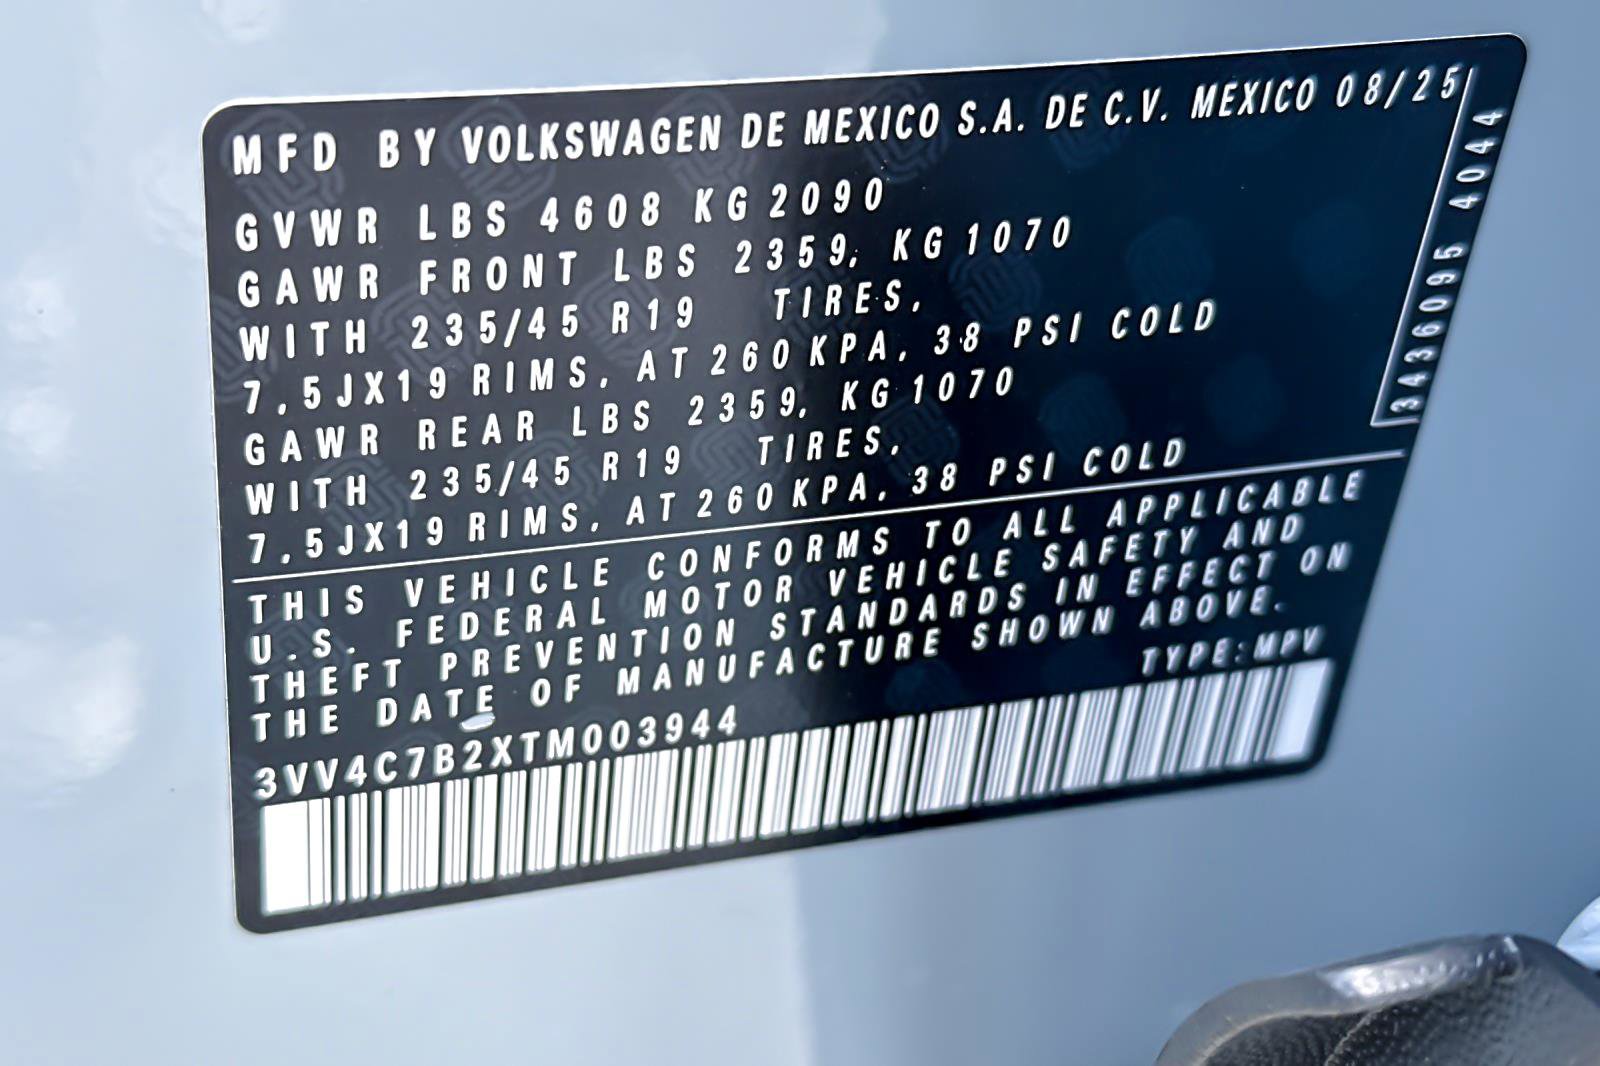 MFD BY VOLKSWAGEN DE MEXICO S.A. DE C.V. MEXICO 08/25
GVWR LBS 4608 KG 2090
GAWR FRONT LBS 2359, KG 1070
WITH 235/45 R19 TIRES,
7,5JX19 RIMS, AT 260 KPA, 38 PSI COLD
GAWR REAR LBS 2359, KG 1070
WITH 235/45 R19 TIRES,
7,5JX19 RIMS, AT 260 KPA, 38 PSI COLD
3436095 4044
THIS VEHICLE CONFORMS TO ALL APPLICABLE
U.S. FEDERAL MOTOR VEHICLE SAFETY AND
THEFT PREVENTION STANDARDS IN EFFECT ON
THE DATE OF MANUFACTURE SHOWN ABOVE.
TYPE:MPV
3VV4C7B2XTM003944